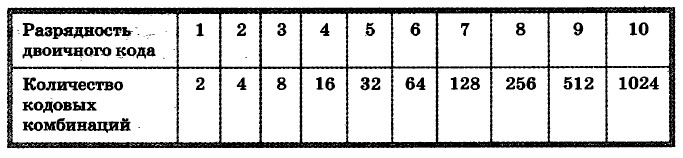 Разрядность двоичного кода 1 2 3 4 5 6 7 8 9 10
Количество кодовых комбинаций 2 4 8 16 32 64 128 256 512 1024